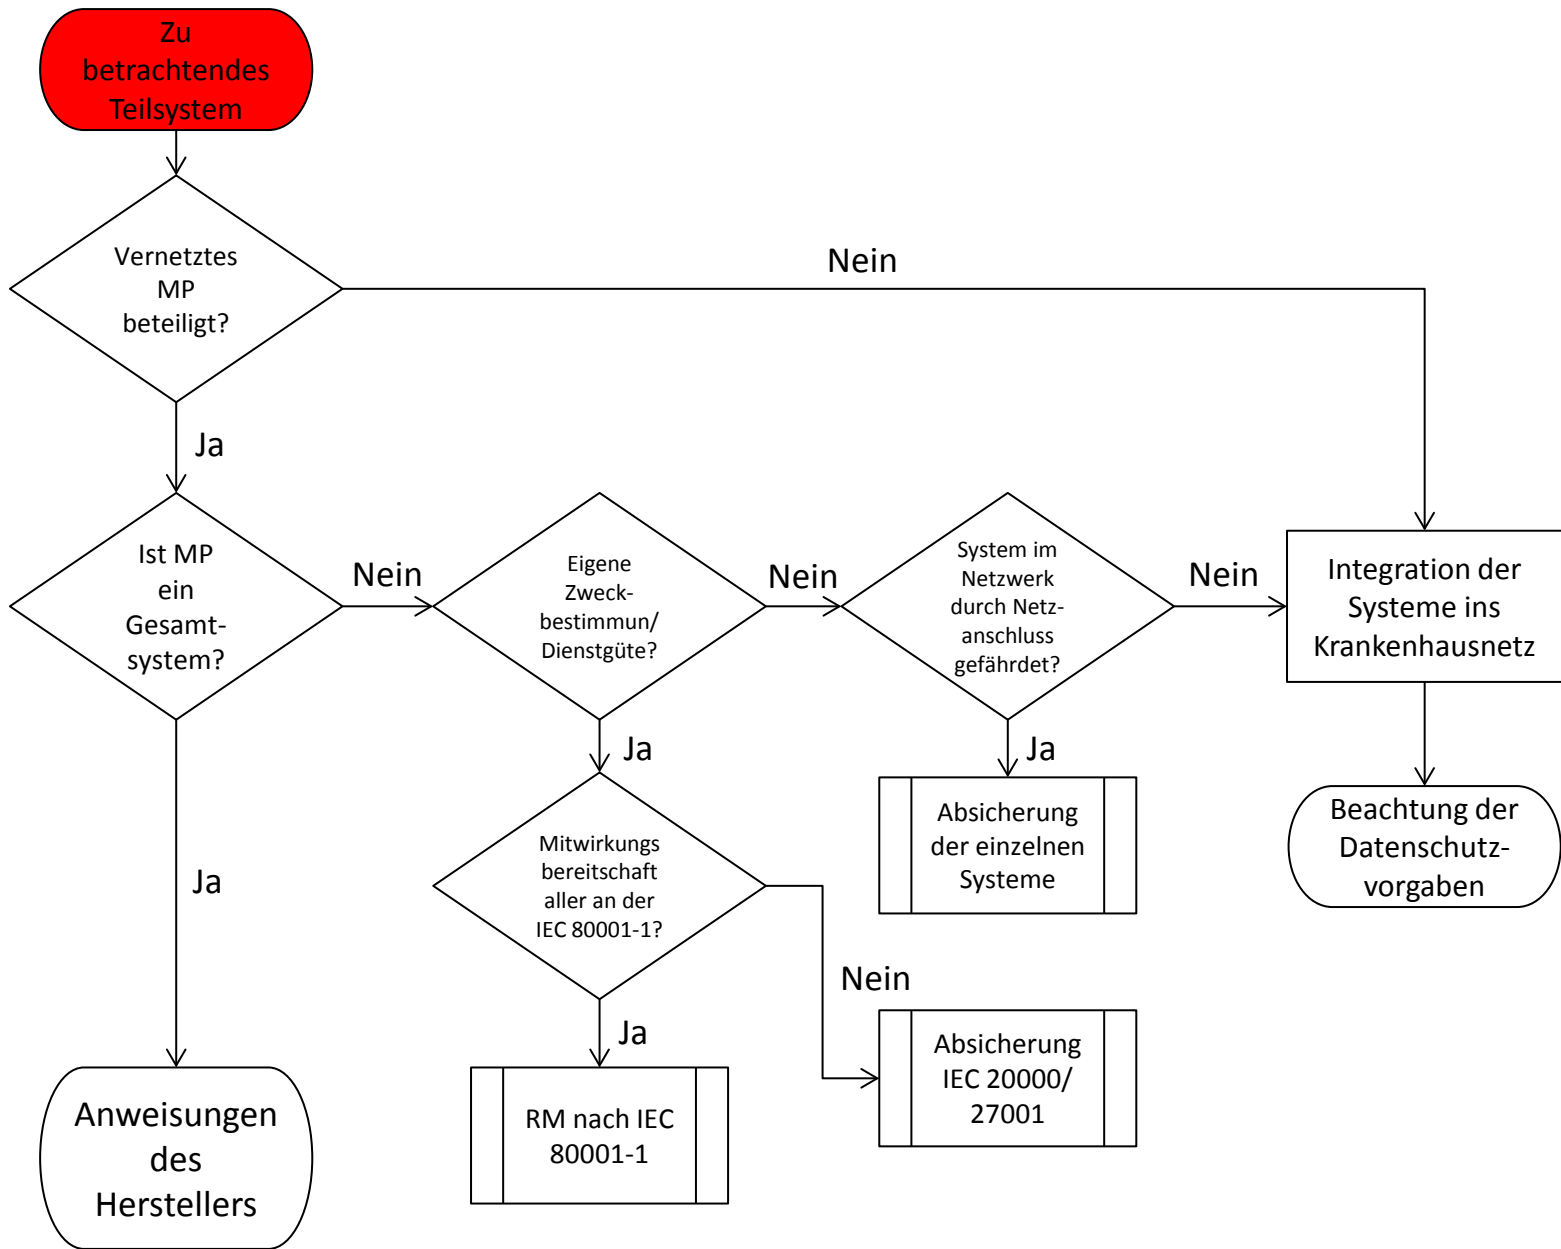 Zu
betrachtendes
Teilsystem
Vernetztes
MP
beteiligt?
Nein
Ja
Ist MP
ein
Gesamt-
system?
Nein
Eigene
Zweck-
bestimmun/
Dienstgüte?
Nein
System im
Netzwerk
durch Netz-
anschluss
gefährdet?
Nein
Integration der
Systeme ins
Krankenhausnetz
Ja
Ja
Ja
Mitwirkungs
bereitschaft
aller an der
IEC 80001-1?
Absicherung
der einzelnen
Systeme
Beachtung der
Datenschutz-
vorgaben
Nein
Ja
Anweisungen
des
Herstellers
RM nach IEC
80001-1
Absicherung
IEC 20000/
27001